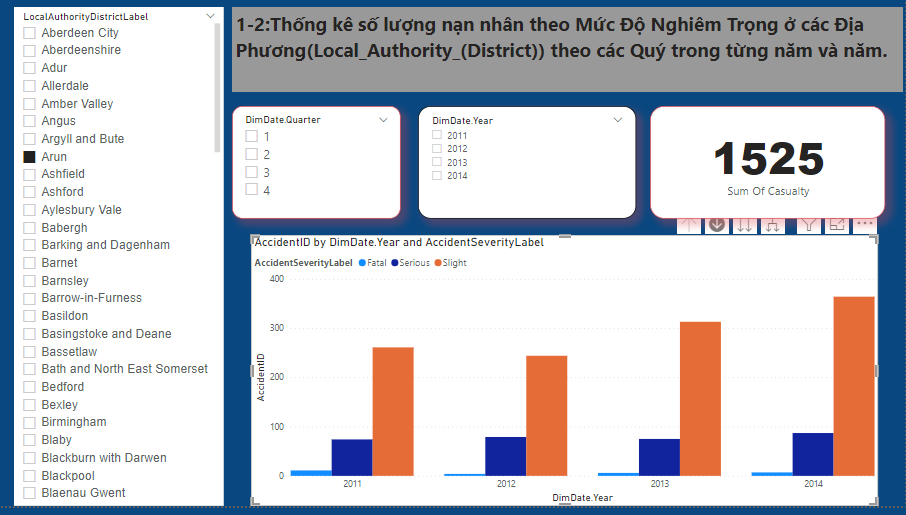 LocalAuthorityDistrictLabel
Aberdeen City
Aberdeenshire
Adur
Allerdale
Amber Valley
Angus
Argyll and Bute
Arun
Ashfield
Ashford
Aylesbury Vale
Babergh
Barking and Dagenham
Barnet
Barnsley
Barrow-in-Furness
Basildon
Basingstoke and Deane
Bassetlaw
Bath and North East Somerset
Bedford
Bexley
Birmingham
Blaby
Blackburn with Darwen
Blackpool
Blaenau Gwent
1-2:Thống kê số lượng nạn nhân theo Mức Độ Nghiêm Trọng ở các Địa
Phương(Local_Authority_(District)) theo các Quý trong từng năm và năm.
DimDate.Quarter
1
2
3
4
DimDate.Year
2011
2012
2013
2014
1525
Sum Of Casualty
AccidentID by DimDate.Year and AccidentSeverityLabel
AccidentSeverityLabel Fatal Serious Slight
400
300
200
100
0
AccidentID
2011 2012 2013 2014
DimDate.Year